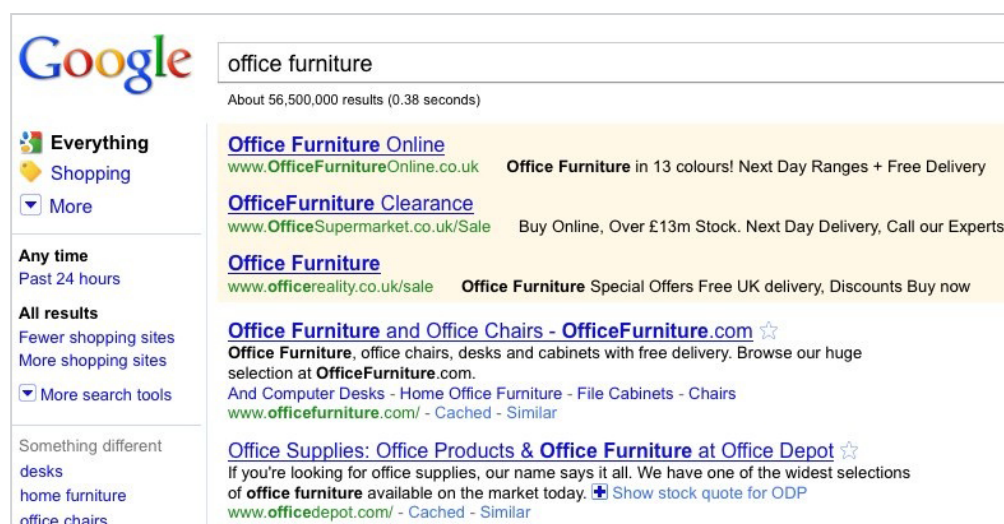 Google
office furniture
About 56,500,000 results (0.38 seconds)
Everything
Shopping
More
Any time
Past 24 hours
All results
Fewer shopping sites
More shopping sites
More search tools
Something different
desks
home furniture
office chairs
Office Furniture Online
www.OfficeFurnitureOnline.co.uk Office Furniture in 13 colours! Next Day Ranges + Free Delivery
OfficeFurniture Clearance
www.OfficeSupermarket.co.uk/Sale Buy Online, Over £13m Stock. Next Day Delivery, Call our Experts
Office Furniture
www.officereality.co.uk/sale Office Furniture Special Offers Free UK delivery, Discounts Buy now
Office Furniture and Office Chairs - OfficeFurniture.com
Office Furniture, office chairs, desks and cabinets with free delivery. Browse our huge
selection at OfficeFurniture.com.
And Computer Desks - Home Office Furniture - File Cabinets - Chairs
www.officefurniture.com/ - Cached - Similar
Office Supplies: Office Products & Office Furniture at Office Depot
If you're looking for office supplies, our name says it all. We have one of the widest selections
of office furniture available on the market today. Show stock quote for ODP
www.officedepot.com/ - Cached - Similar